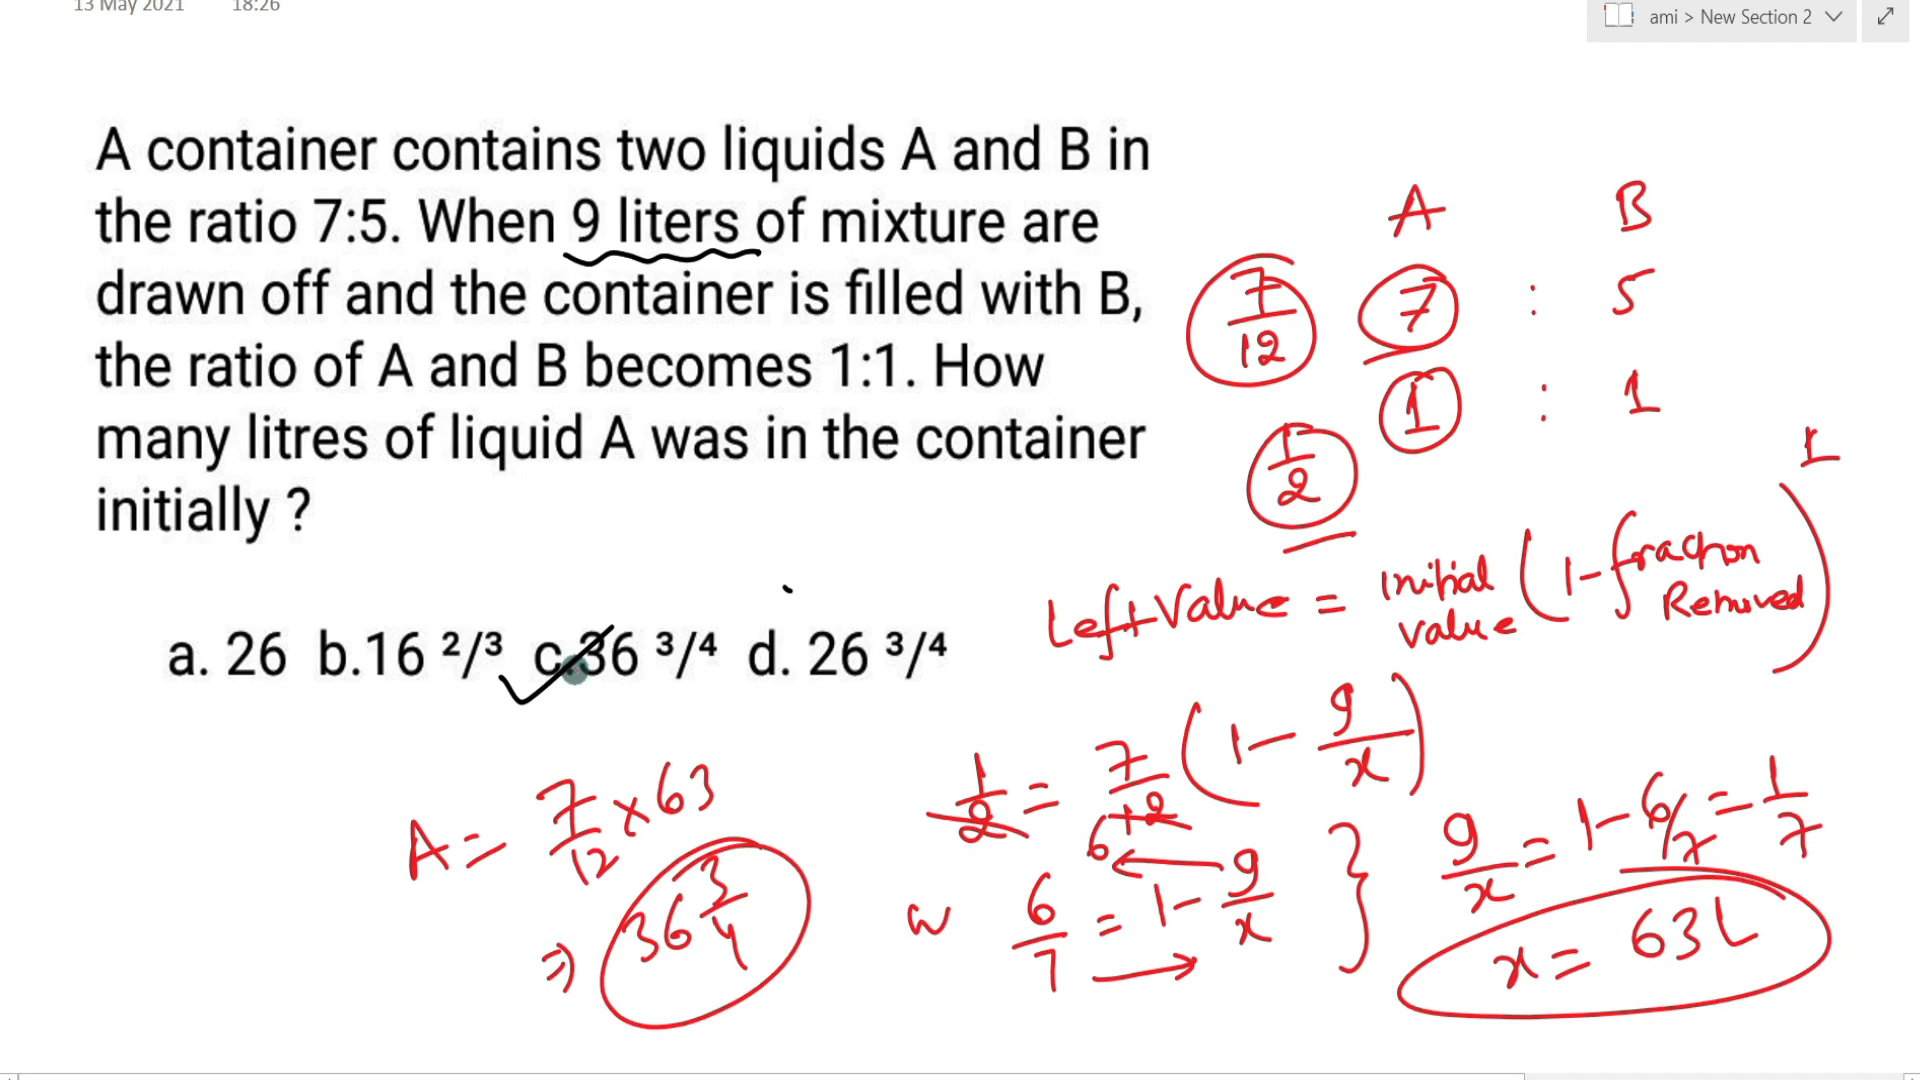 13 May 2021 18:26
ami > New Section 2
A container contains two liquids A and B in
the ratio 7:5. When 9 liters of mixture are
drawn off and the container is filled with B,
the ratio of A and B becomes 1:1. How
many litres of liquid A was in the container
initially ?
a. 26 b.16 ²/³ c.36 ³/⁴ d. 26 ³/⁴
A B
7/12 7 : 5
1 : 1
1/2
Left Value = Initial value (1 - fraction Removed)^1
1/2 = 7/12 (1 - 9/x)
6
6/7 = 1 - 9/x
9/x = 1 - 6/7 = 1/7
x = 63 L
A = 7/12 x 63
⇒ 36 3/4